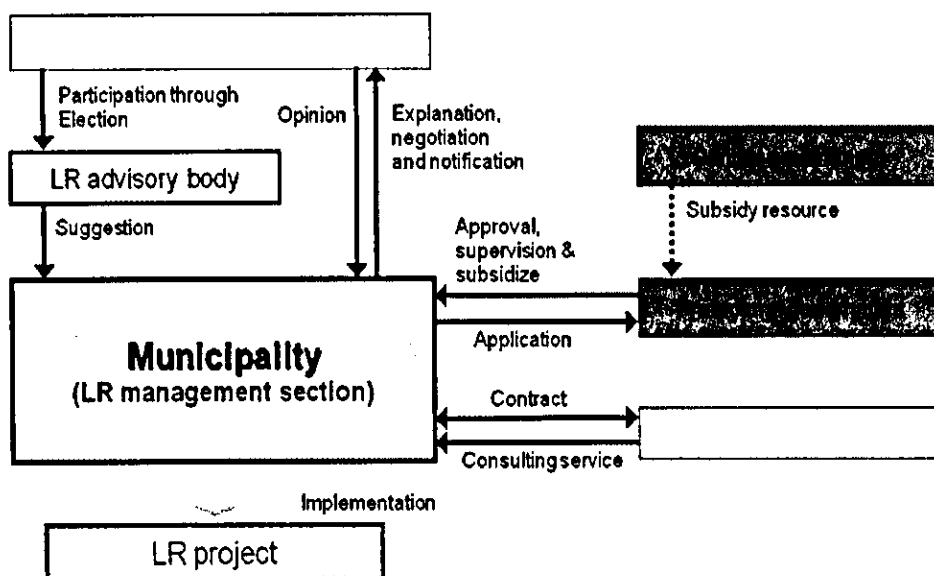 Participation through
Election
Opinion
Explanation,
negotiation
and notification
LR advisory body
Suggestion
Subsidy resource
Approval,
supervision &
subsidize
Application
Municipality
(LR management section)
Contract
Consulting service
Implementation
LR project